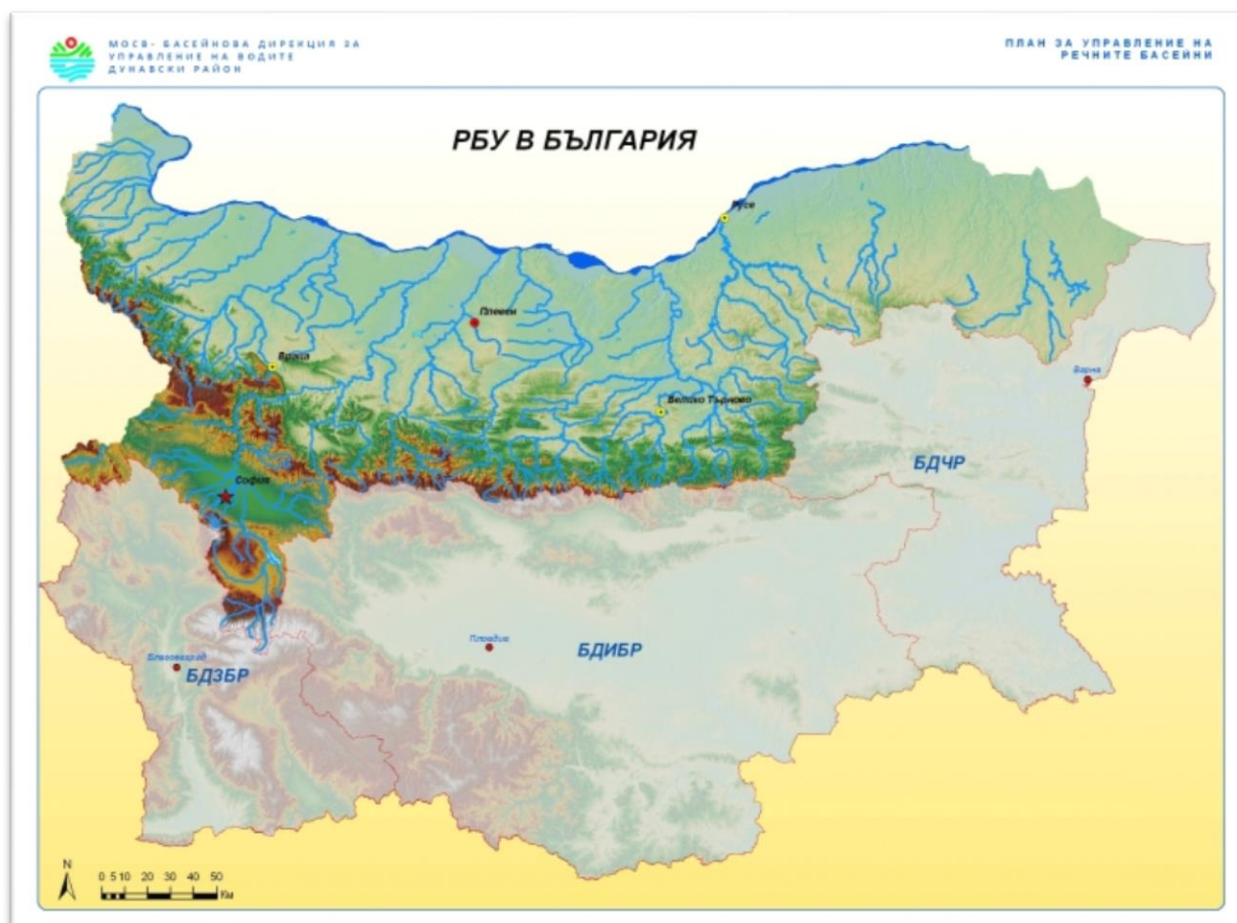 МОСВ- БАСЕЙНОВА ДИРЕКЦИЯ ЗА
УПРАВЛЕНИЕ НА ВОДИТЕ
ДУНАВСКИ РАЙОН
ПЛАН ЗА УПРАВЛЕНИЕ НА
РЕЧНИТЕ БАСЕЙНИ
РБУ В БЪЛГАРИЯ
Русе
Плевен
Враца
Варна
Велико Търново
БДЧР
София
Пловдив
БДИБР
Благоевград
БДЗБР
N
0 5 10 20 30 40 50
Км